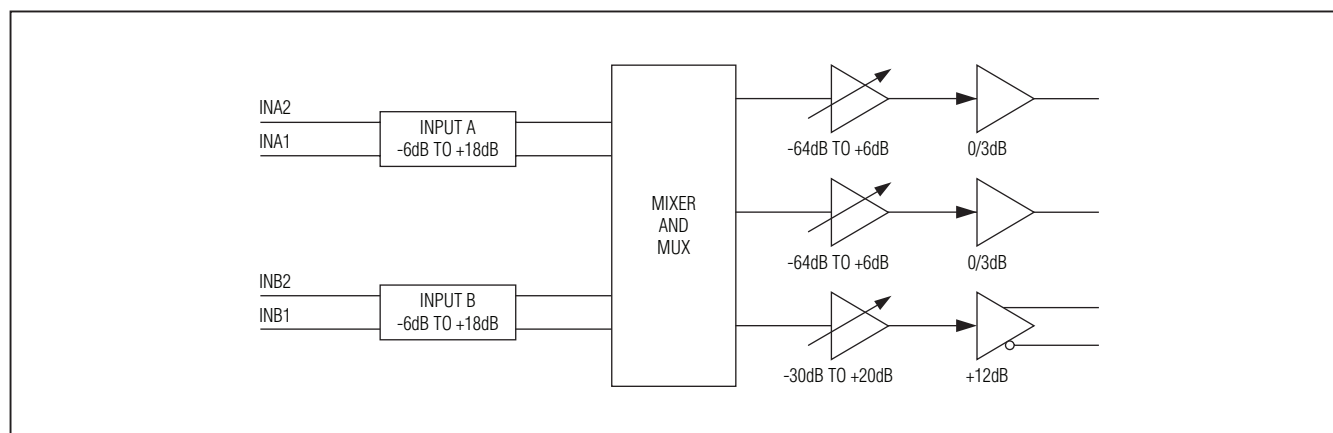 INA2
INA1
INPUT A
-6dB TO +18dB
INB2
INB1
INPUT B
-6dB TO +18dB
MIXER
AND
MUX
-64dB TO +6dB
0/3dB
-64dB TO +6dB
0/3dB
-30dB TO +20dB
+12dB